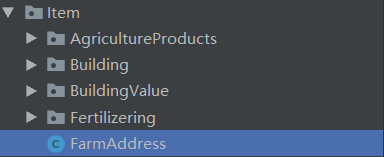 Item
AgricultureProducts
Building
BuildingValue
Fertilizering
FarmAddress